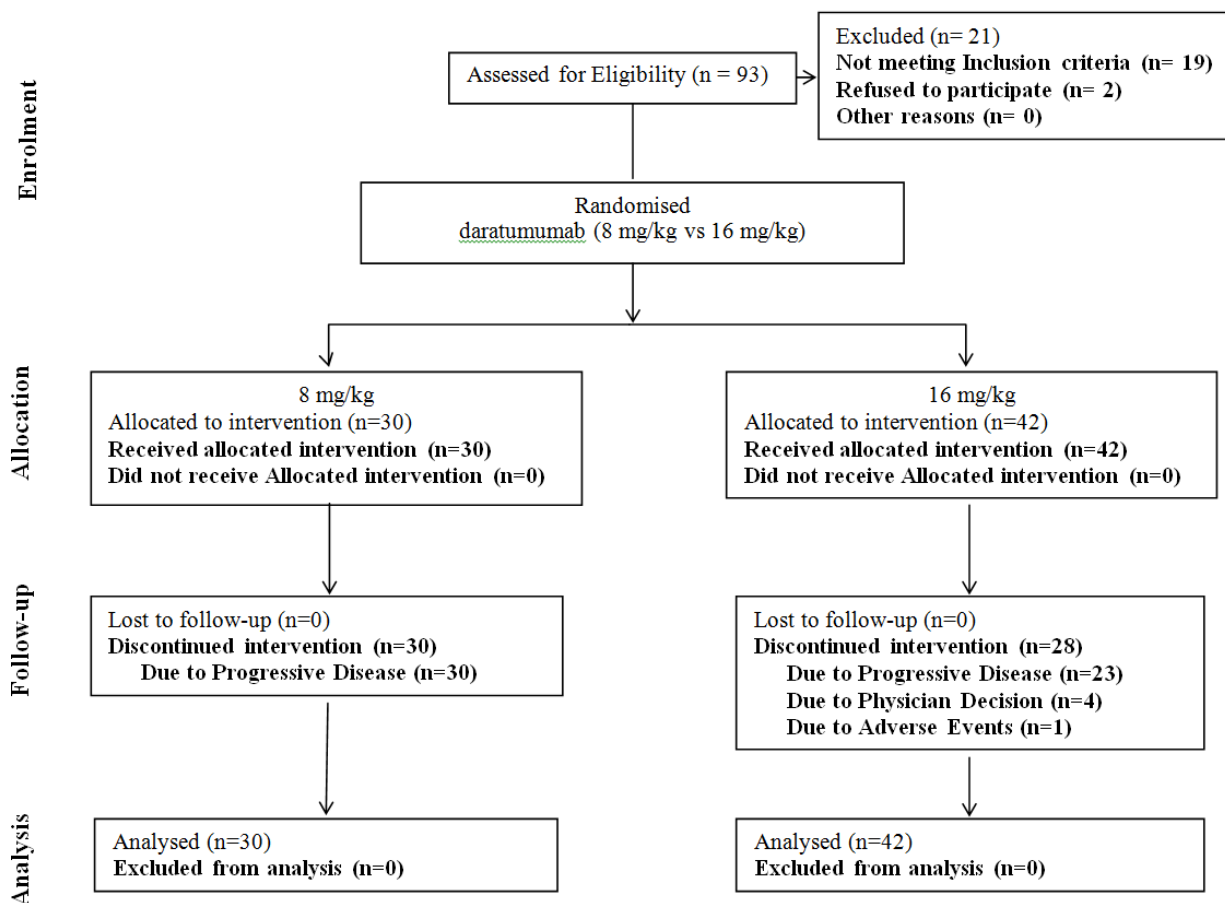 Enrolment
Assessed for Eligibility (n = 93)
Excluded (n= 21)
Not meeting Inclusion criteria (n= 19)
Refused to participate (n= 2)
Other reasons (n= 0)
Randomised
daratumumab (8 mg/kg vs 16 mg/kg)
Allocation
8 mg/kg
Allocated to intervention (n=30)
Received allocated intervention (n=30)
Did not receive Allocated intervention (n=0)
16 mg/kg
Allocated to intervention (n=42)
Received allocated intervention (n=42)
Did not receive Allocated intervention (n=0)
Follow-up
Lost to follow-up (n=0)
Discontinued intervention (n=30)
Due to Progressive Disease (n=30)
Lost to follow-up (n=0)
Discontinued intervention (n=28)
Due to Progressive Disease (n=23)
Due to Physician Decision (n=4)
Due to Adverse Events (n=1)
Analysis
Analysed (n=30)
Excluded from analysis (n=0)
Analysed (n=42)
Excluded from analysis (n=0)